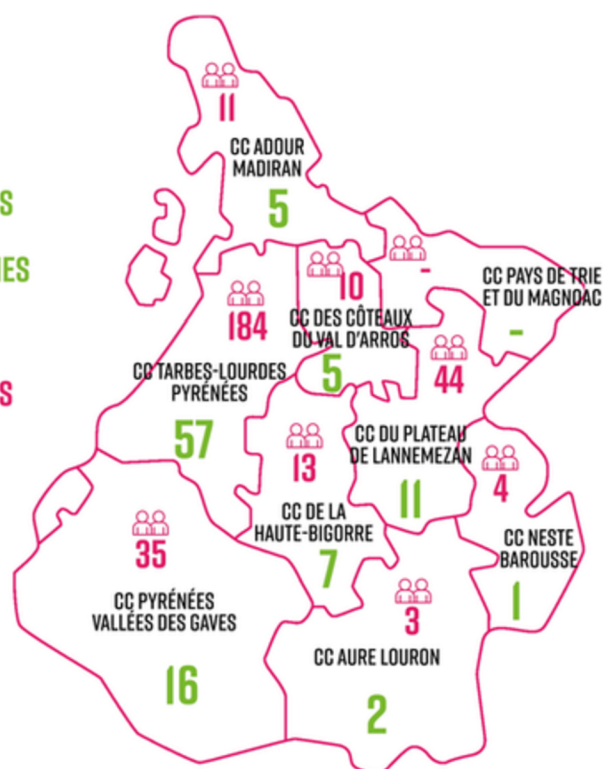 11
CC ADOUR
MADIRAN
5
S
ES
S
-
CC PAYS DE TRIE
ET DU MAGNOAC
-
184
10
CC DES CÔTEAUX
DU VAL D'ARROS
5
44
CC TARBES-LOURDES
PYRÉNÉES
57
13
CC DE LA
HAUTE-BIGORRE
7
CC DU PLATEAU
DE LANNEMEZAN
11
4
CC NESTE
BAROUSSE
1
35
CC PYRÉNÉES
VALLÉES DES GAVES
16
3
CC AURE LOURON
2